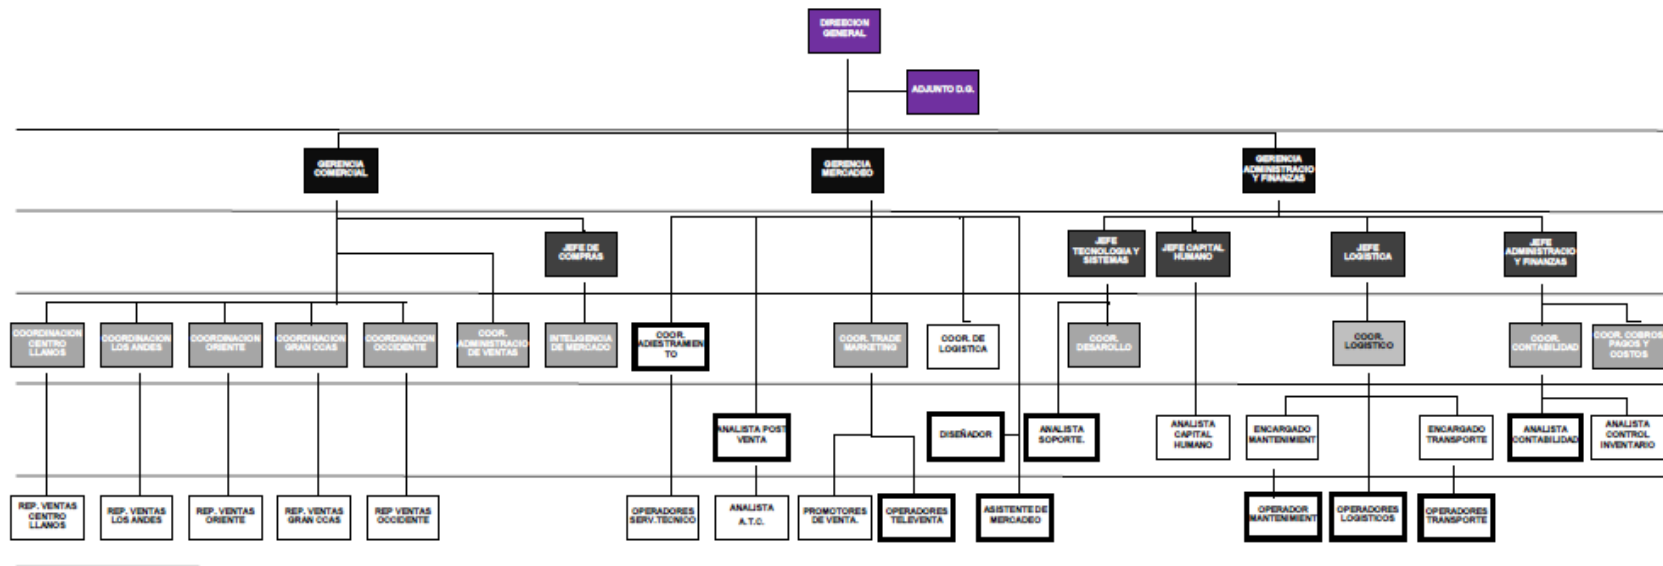 DIREECION
GENERAL
ADJUNTO D.G.
GERENCIA
COMERCIAL
GERENCIA
MERCADEO
GERENCIA
ADMINISTRACIO
Y FINANZAS
JEFE DE
COMPRAS
JEFE
TECNOLOGIA Y
SISTEMAS
JEFE CAPITAL
HUMANO
JEFE
LOGISTICA
JEFE
ADMINISTRACIO
Y FINANZAS
COORDINACION
CENTRO
LLANOS
COORDINACION
LOS ANDES
COORDINACION
ORIENTE
COORDINACION
GRAN CCAS
COORDINACION
OCCIDENTE
COOR.
ADMINISTRACIO
DE VENTAS
INTELIGENCIA
DE MERCADO
COOR.
ADIESTRAMIEN
TO
COOR. TRADE
MARKETING
COOR. DE
LOGISTICA
COOR.
DESAROLLO
COOR.
LOGISTICO
COOR.
CONTABILIDAD
COOR. COBROS
PAGOS Y
COSTOS
ANALISTA POST
VENTA
DISEÑADOR
ANALISTA
SOPORTE.
ANALISTA
CAPITAL
HUMANO
ENCARGADO
MANTENIMIENT
ENCARGADO
TRANSPORTE
ANALISTA
CONTABILIDAD
ANALISTA
CONTROL
INVENTARIO
REP. VENTAS
CENTRO
LLANOS
REP. VENTAS
LOS ANDES
REP. VENTAS
ORIENTE
REP. VENTAS
GRAN CCAS
REP VENTAS
OCCIDENTE
OPERADORES
SERV.TECNICO
ANALISTA
A.T.C.
PROMOTORES
DE VENTA.
OPERADORES
TELEVENTA
ASISTENTE DE
MERCADEO
OPERADOR
MANTENIMIENT
OPERADORES
LOGISTICOS
OPERADORES
TRANSPORTE